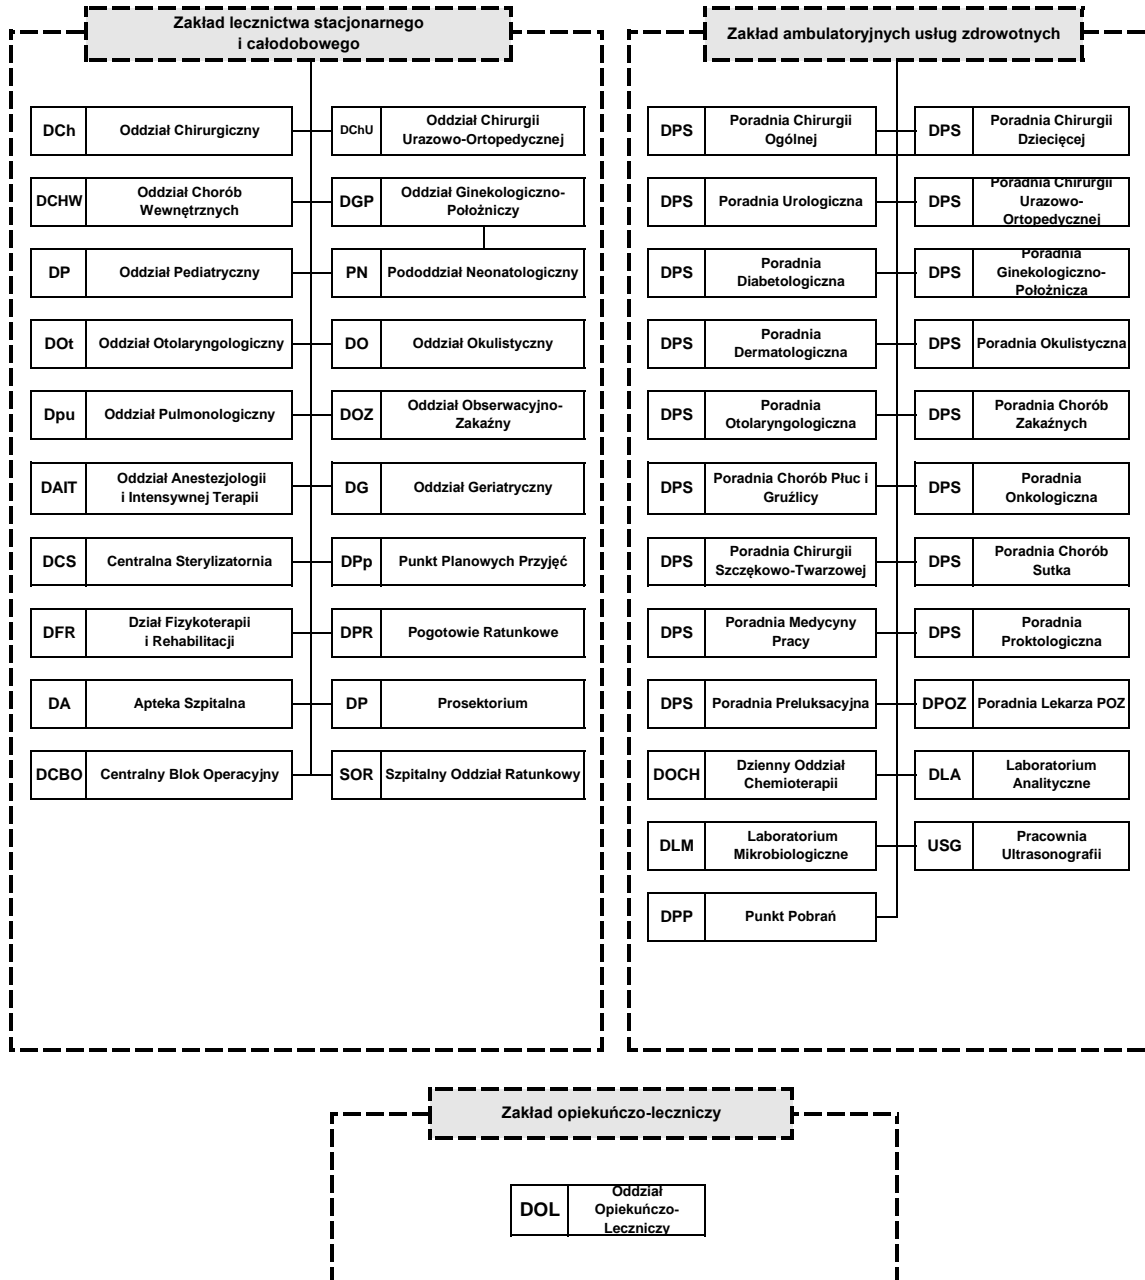 Zakład lecznictwa stacjonarnego
i całodobowego
DCh
Oddział Chirurgiczny
DChU
Oddział Chirurgii
Urazowo-Ortopedycznej
DCHW
Oddział Chorób
Wewnętrznych
DGP
Oddział Ginekologiczno-
Położniczy
DP
Oddział Pediatryczny
PN
Pododdział Neonatologiczny
DOt
Oddział Otolaryngologiczny
DO
Oddział Okulistyczny
Dpu
Oddział Pulmonologiczny
DOZ
Oddział Obserwacyjno-
Zakaźny
DAIT
Oddział Anestezjologii
i Intensywnej Terapii
DG
Oddział Geriatryczny
DCS
Centralna Sterylizatornia
DPp
Punkt Planowych Przyjęć
DFR
Dział Fizykoterapii
i Rehabilitacji
DPR
Pogotowie Ratunkowe
DA
Apteka Szpitalna
DP
Prosektorium
DCBO
Centralny Blok Operacyjny
SOR
Szpitalny Oddział Ratunkowy
Zakład ambulatoryjnych usług zdrowotnych
DPS
Poradnia Chirurgii
Ogólnej
DPS
Poradnia Chirurgii
Dziecięcej
DPS
Poradnia Urologiczna
DPS
Poradnia Chirurgii
Urazowo-
Ortopedycznej
DPS
Poradnia
Diabetologiczna
DPS
Poradnia
Ginekologiczno-
Położnicza
DPS
Poradnia
Dermatologiczna
DPS
Poradnia Okulistyczna
DPS
Poradnia
Otolaryngologiczna
DPS
Poradnia Chorób
Zakaźnych
DPS
Poradnia Chorób Płuc i
Gruźlicy
DPS
Poradnia
Onkologiczna
DPS
Poradnia Chirurgii
Szczękowo-Twarzowej
DPS
Poradnia Chorób
Sutka
DPS
Poradnia Medycyny
Pracy
DPS
Poradnia
Proktologiczna
DPS
Poradnia Preluksacyjna
DPOZ
Poradnia Lekarza POZ
DOCH
Dzienny Oddział
Chemioterapii
DLA
Laboratorium
Analityczne
DLM
Laboratorium
Mikrobiologiczne
USG
Pracownia
Ultrasonografii
DPP
Punkt Pobrań
Zakład opiekuńczo-leczniczy
DOL
Oddział
Opiekuńczo-
Leczniczy